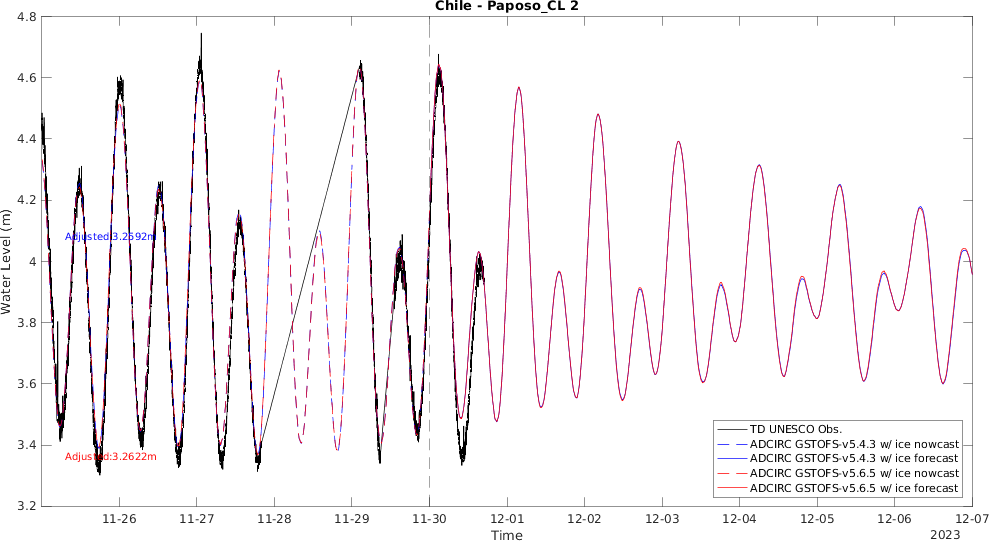 Chile - Paposo_CL 2
4.8
4.6
4.4
4.2
4
3.8
3.6
3.4
3.2
Water Level (m)
Adjusted:3.2592m
Adjusted:3.2622m
TD UNESCO Obs.
ADCIRC GSTOFS-v5.4.3 w/ ice nowcast
ADCIRC GSTOFS-v5.4.3 w/ ice forecast
ADCIRC GSTOFS-v5.6.5 w/ ice nowcast
ADCIRC GSTOFS-v5.6.5 w/ ice forecast
11-26 11-27 11-28 11-29 11-30 12-01 12-02 12-03 12-04 12-05 12-06 12-07
Time
2023